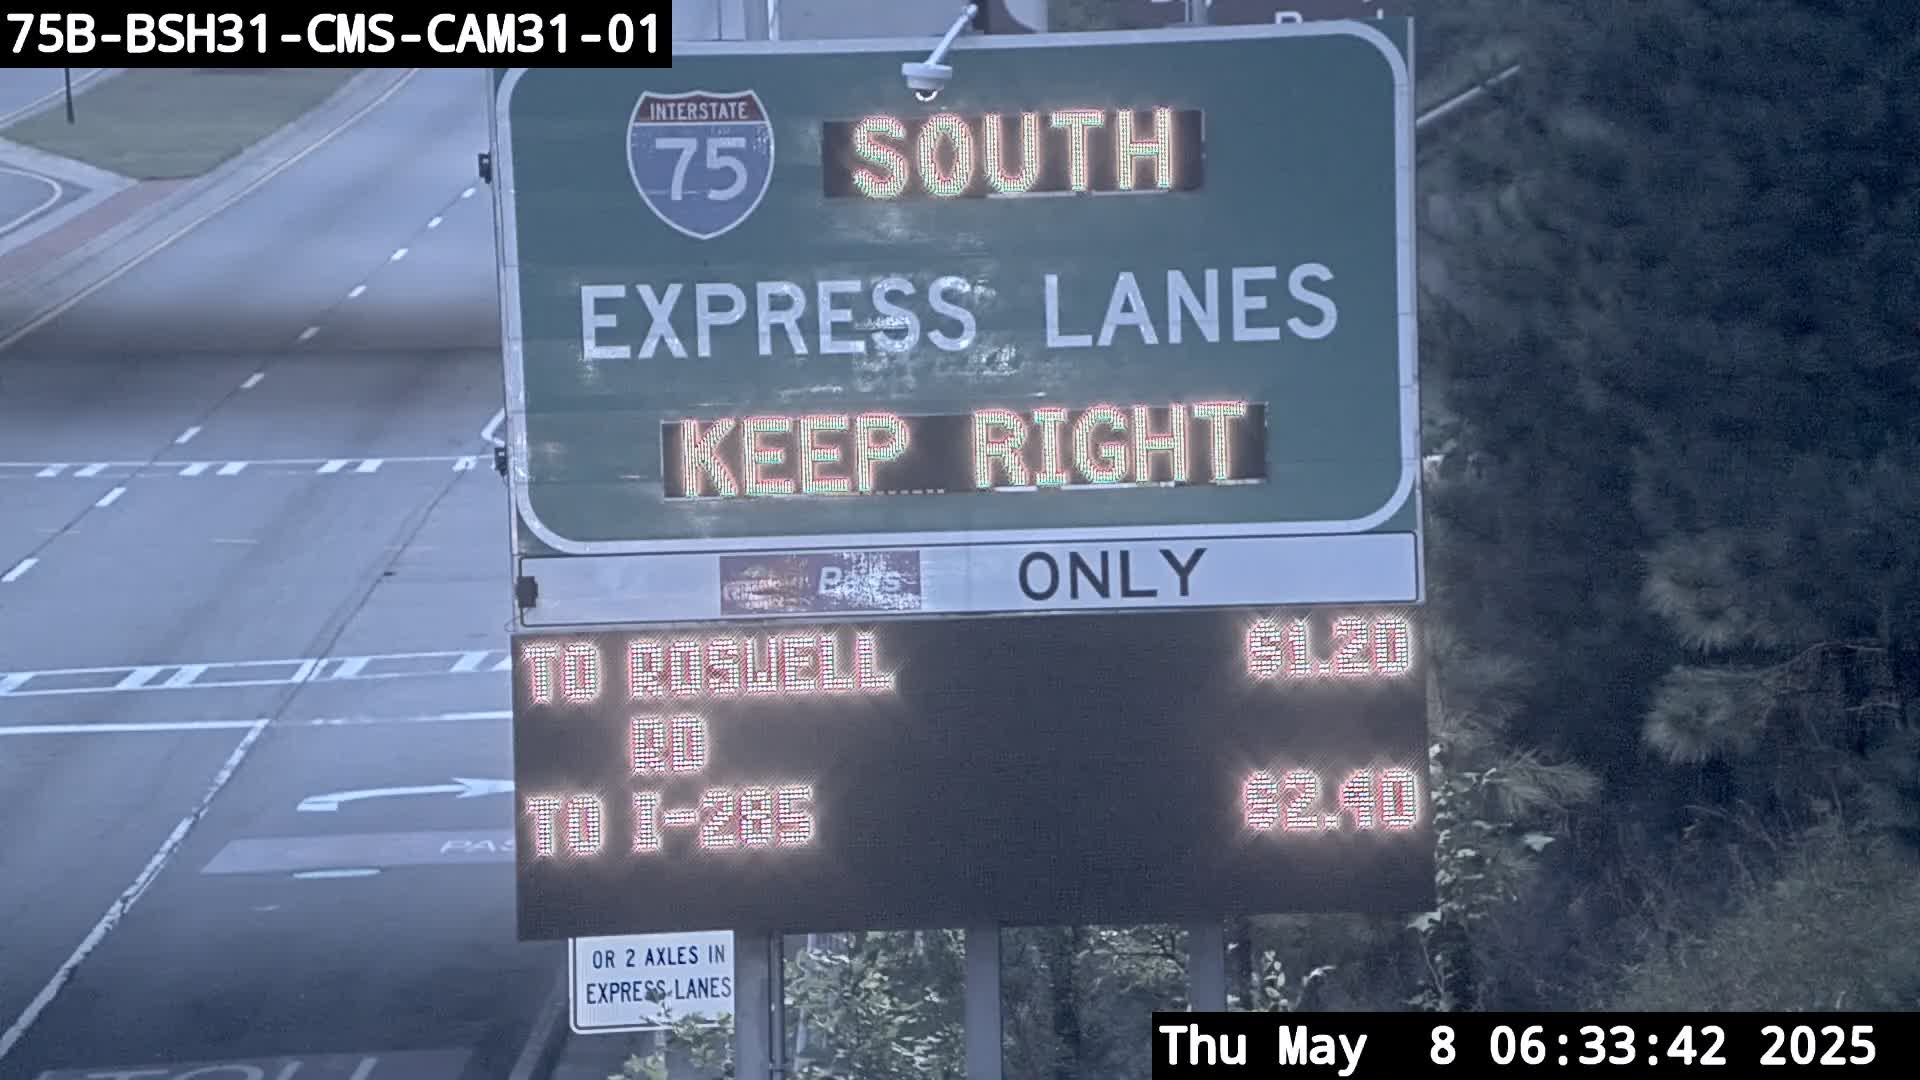 75B-BSH31-CMS-CAM31-01
INTERSTATE
75
SOUTH
EXPRESS LANES
KEEP RIGHT
Pass ONLY
TO ROSWELL $1.20
RD
TO I-285 $2.40
OR 2 AXLES IN
EXPRESS LANES
Thu May 8 06:33:42 2025